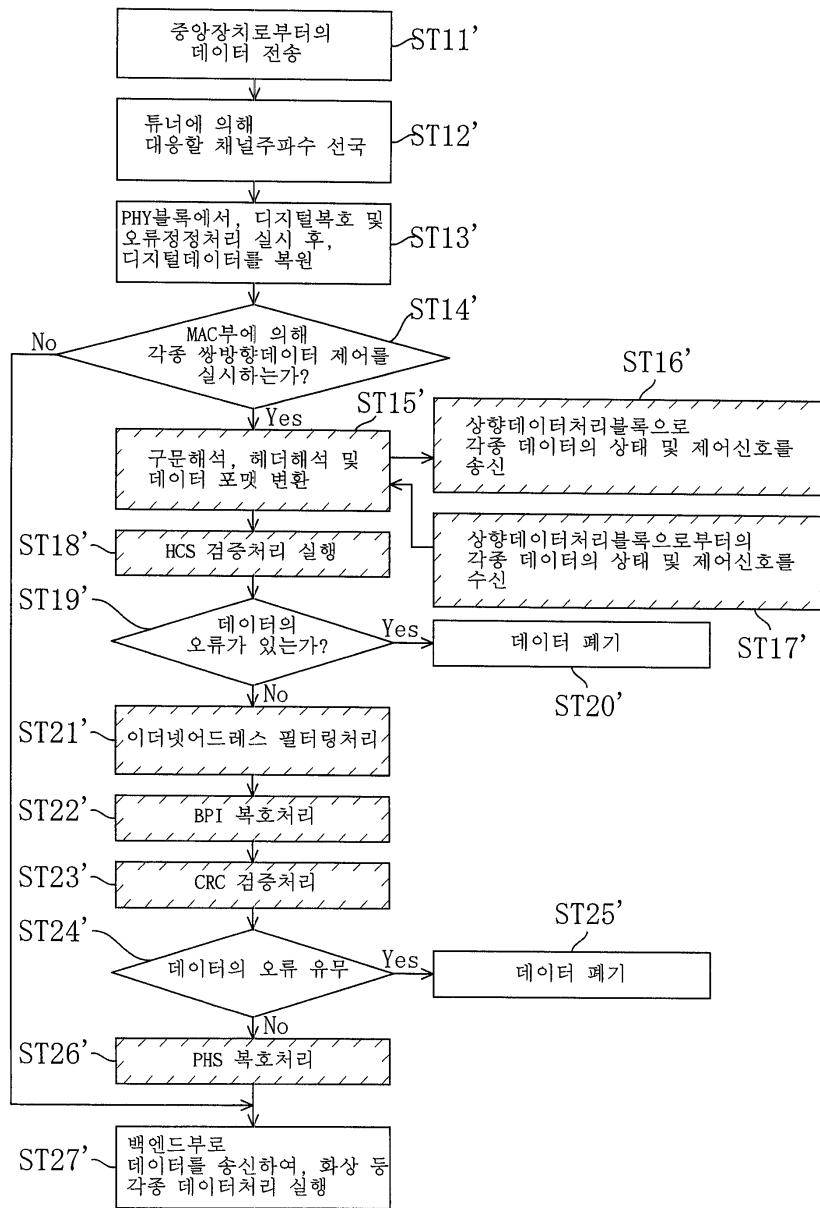 중앙장치로부터의
데이터 전송
ST11'
튜너에 의해
대응할 채널주파수 선국
ST12'
PHY블록에서, 디지털복호 및
오류정정처리 실시 후,
디지털데이터를 복원
ST13'
MAC부에 의해
각종 쌍방향데이터 제어를
실시하는가?
ST14'
No
Yes
구문해석, 헤더해석 및
데이터 포맷 변환
ST15'
ST16'
상향데이터처리블록으로
각종 데이터의 상태 및 제어신호를
송신
ST18'
HCS 검증처리 실행
상향데이터처리블록으로부터의
각종 데이터의 상태 및 제어신호를
수신
ST17'
ST19'
데이터의
오류가 있는가?
Yes
데이터 폐기
ST20'
No
ST21'
이더넷어드레스 필터링처리
ST22'
BPI 복호처리
ST23'
CRC 검증처리
ST24'
데이터의 오류 유무
Yes
ST25'
데이터 폐기
No
ST26'
PHS 복호처리
ST27'
백엔드부로
데이터를 송신하여, 화상 등
각종 데이터처리 실행